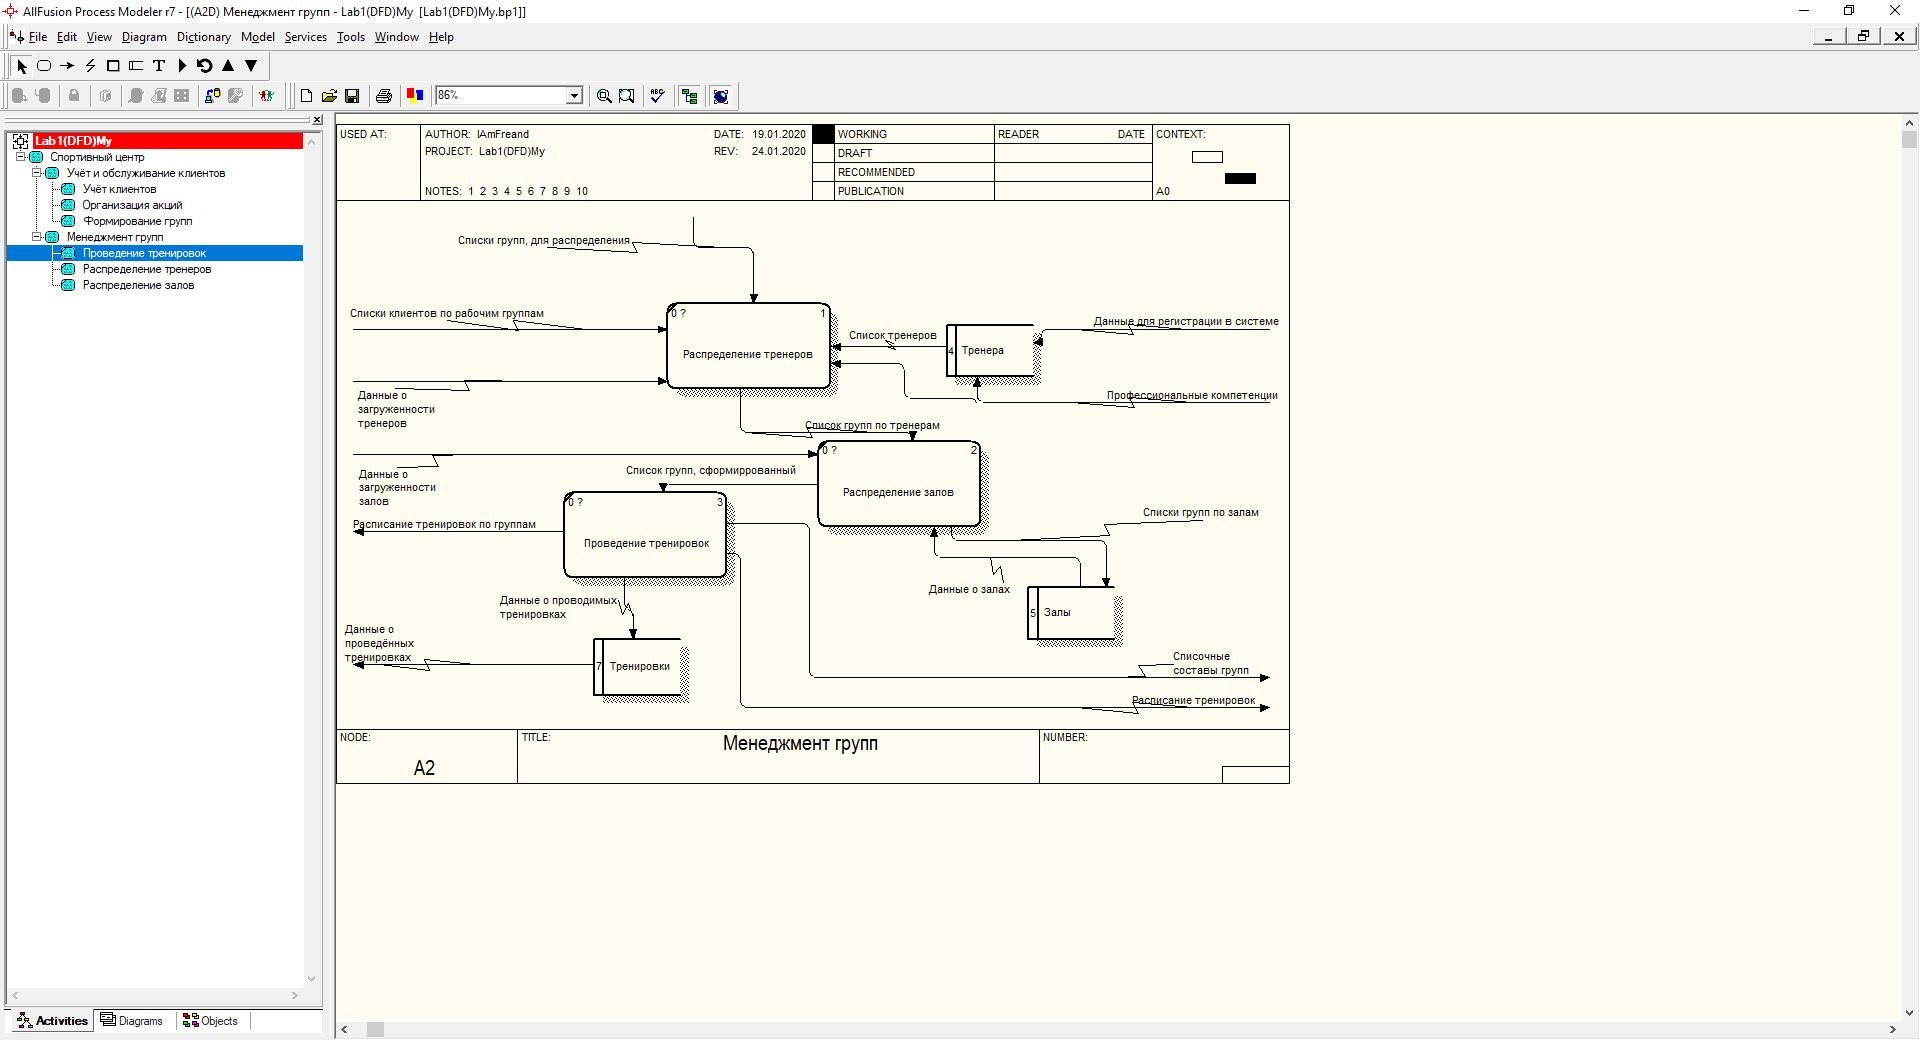 AllFusion Process Modeler r7 - [(A2D) Менеджмент групп - Lab1(DFD)My  [Lab1(DFD)My.bp1]]
File Edit View Diagram Dictionary Model Services Tools Window Help
86%
Lab1(DFD)My
Спортивный центр
Учёт и обслуживание клиентов
Учёт клиентов
Организация акций
Формирование групп
Менеджмент групп
Проведение тренировок
Распределение тренеров
Распределение залов
Activities Diagrams Objects
USED AT:
AUTHOR: IAmFreand
DATE: 19.01.2020
PROJECT: Lab1(DFD)My
REV: 24.01.2020
NOTES: 1 2 3 4 5 6 7 8 9 10
WORKING
DRAFT
RECOMMENDED
PUBLICATION
READER DATE
CONTEXT:
A0
Списки групп, для распределения
Списки клиентов по рабочим группам
0 ? 1
Распределение тренеров
Список тренеров
4 Тренера
Данные для регистрации в системе
Данные о
загруженности
тренеров
Профессиональные компетенции
Список групп по тренерам
0 ? 2
Распределение залов
Данные о
загруженности
залов
Список групп, сформиррованный
0 ? 3
Проведение тренировок
Расписание тренировок по группам
Списки групп по залам
Данные о залах
5 Залы
Данные о проводимых
тренировках
Данные о
проведённых
тренировках
7 Тренировки
Списочные
составы групп
Расписание тренировок
NODE:
A2
TITLE:
Менеджмент групп
NUMBER: